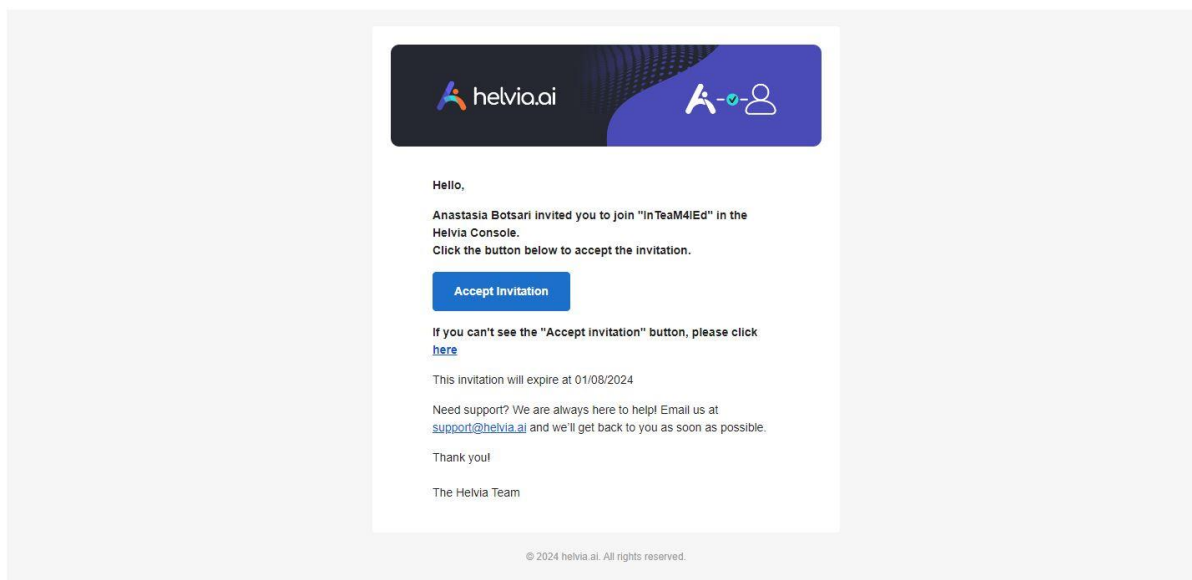 helvia.ai
Hello,
Anastasia Botsari invited you to join "InTeaM4IEd" in the
Helvia Console.
Click the button below to accept the invitation.
Accept Invitation
If you can't see the "Accept invitation" button, please click
here
This invitation will expire at 01/08/2024
Need support? We are always here to help! Email us at
support@helvia.ai and we'll get back to you as soon as possible.
Thank you!
The Helvia Team
© 2024 helvia.ai. All rights reserved.